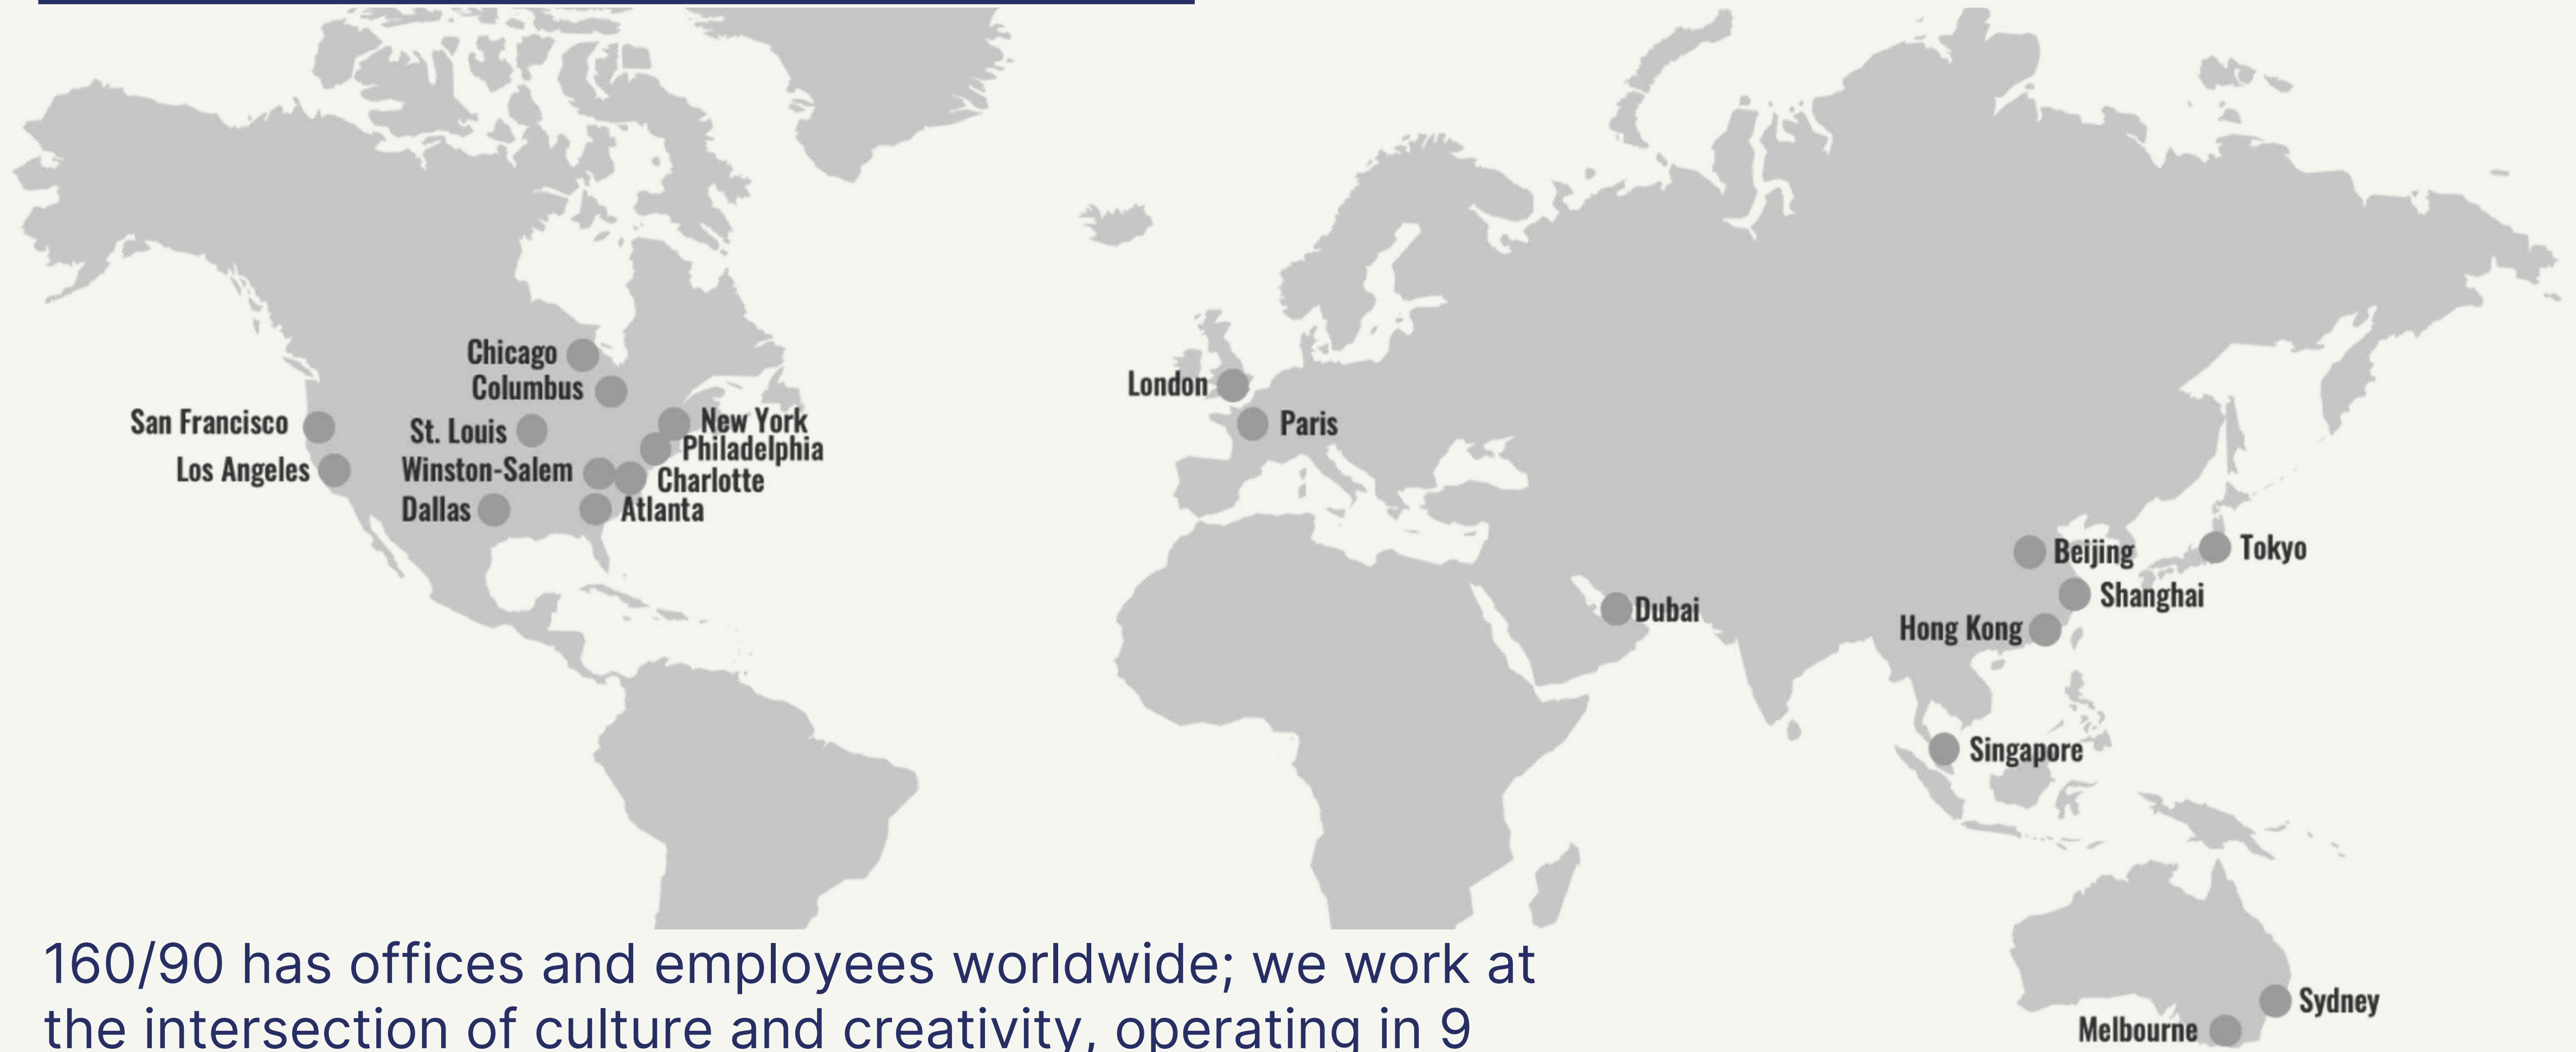 Chicago
Columbus
San Francisco
St. Louis
New York
Philadelphia
Los Angeles
Winston-Salem
Charlotte
Dallas
Atlanta
London
Paris
Dubai
Beijing
Tokyo
Shanghai
Hong Kong
Singapore
Sydney
Melbourne
160/90 has offices and employees worldwide; we work at
the intersection of culture and creativity, operating in 9